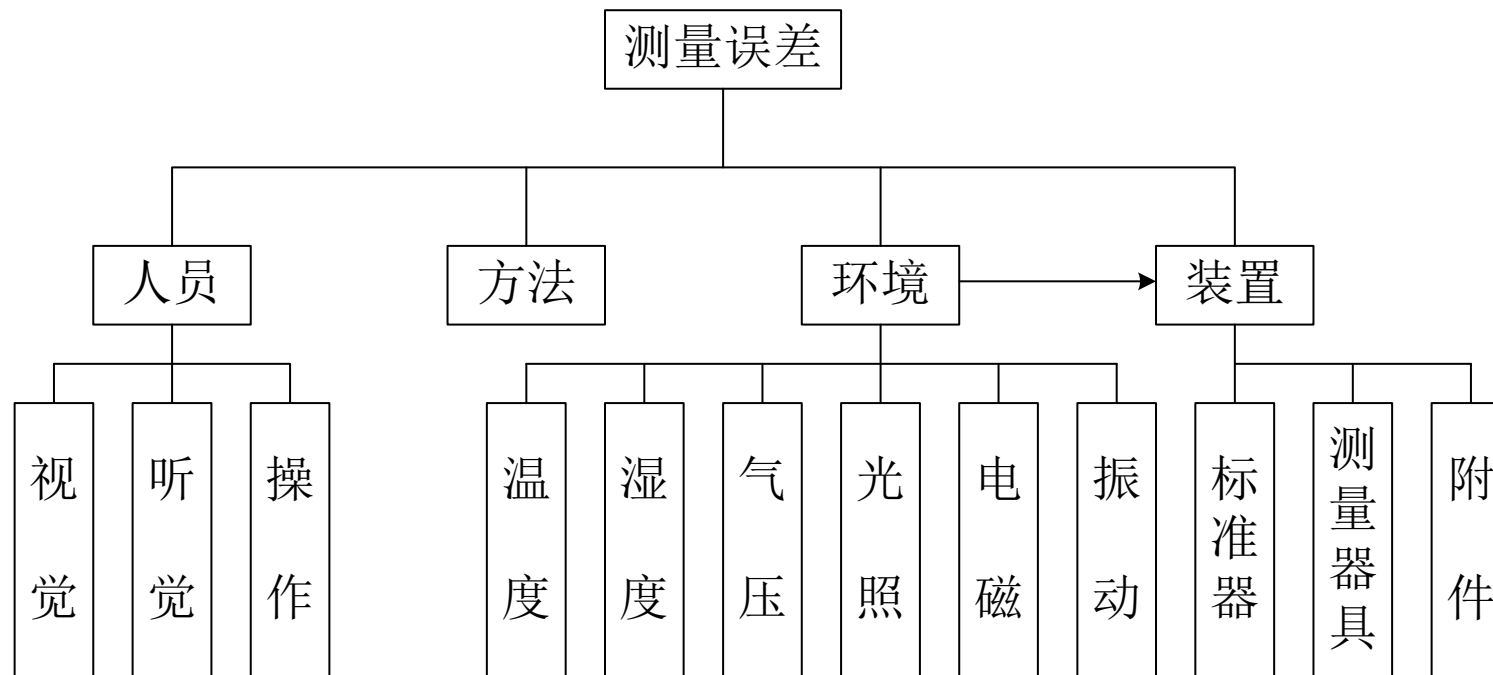 测量误差
人员
方法
环境
装置
视觉
听觉
操作
温度
湿度
气压
光照
电磁
振动
标准器
测量器具
附件